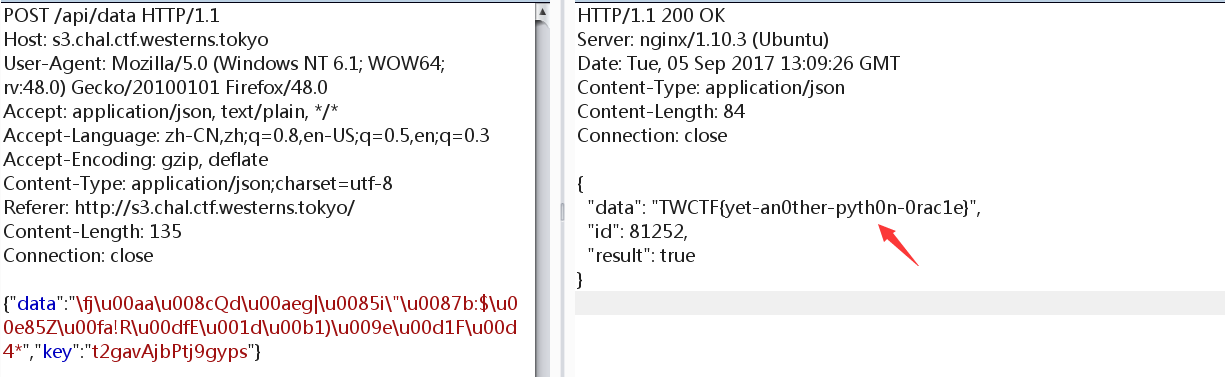 POST /api/data HTTP/1.1
Host: s3.chal.ctf.westerns.tokyo
User-Agent: Mozilla/5.0 (Windows NT 6.1; WOW64;
rv:48.0) Gecko/20100101 Firefox/48.0
Accept: application/json, text/plain, */*
Accept-Language: zh-CN,zh;q=0.8,en-US;q=0.5,en;q=0.3
Accept-Encoding: gzip, deflate
Content-Type: application/json;charset=utf-8
Referer: http://s3.chal.ctf.westerns.tokyo/
Content-Length: 135
Connection: close
{"data":"\fj\u00aa\u008cQd\u00aeg|\u0085i\"\u0087b:$\u0
0e85Z\u00fa!R\u00dfE\u001d\u00b1)\u009e\u00d1F\u00d
4*","key":"t2gavAjbPtj9gyps"}
HTTP/1.1 200 OK
Server: nginx/1.10.3 (Ubuntu)
Date: Tue, 05 Sep 2017 13:09:26 GMT
Content-Type: application/json
Content-Length: 84
Connection: close
{
"data": "TWCTF{yet-an0ther-pyth0n-0rac1e}",
"id": 81252,
"result": true
}